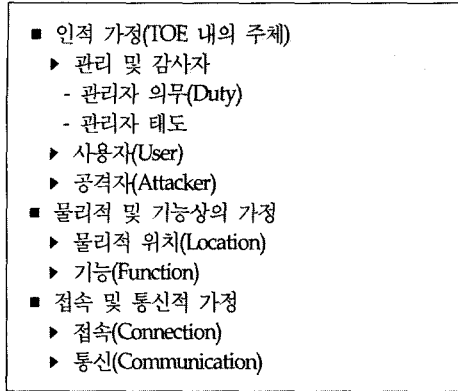 ■ 인적 가정(TOE 내의 주체)
▶ 관리 및 감사자
- 관리자 의무(Duty)
- 관리자 태도
▶ 사용자(User)
▶ 공격자(Attacker)
■ 물리적 및 기능상의 가정
▶ 물리적 위치(Location)
▶ 기능(Function)
■ 접속 및 통신적 가정
▶ 접속(Connection)
▶ 통신(Communication)